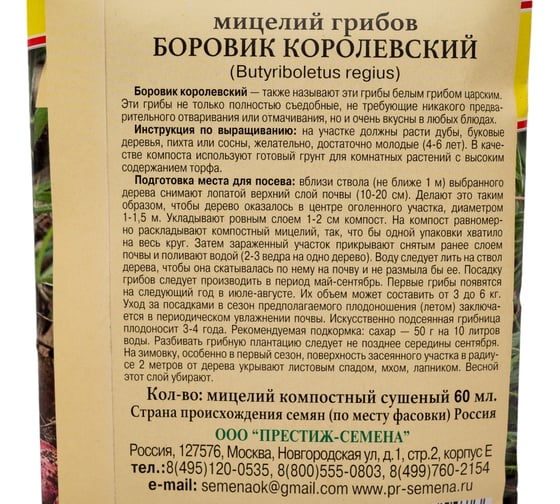 мицелий грибов
БОРОВИК КОРОЛЕВСКИЙ
(Butyriboletus regius)
Боровик королевский — также называют эти грибы белым грибом царским.
Эти грибы не только полностью съедобные, не требующие никакого предва-
рительного отваривания или отмачивания, но и очень вкусны в любых блюдах.
Инструкция по выращиванию: на участке должны расти дубы, буковые
деревья, пихта или сосны, желательно, достаточно молодые (4-6 лет). В ка-
честве компоста используют готовый грунт для комнатных растений с высоким
содержанием торфа.
Подготовка места для посева: вблизи ствола (не ближе 1 м) выбранного
дерева снимают лопатой верхний слой почвы (10-20 см). Делают это таким
образом, чтобы дерево оказалось в центре оголенного участка, диаметром
1-1,5 м. Укладывают ровным слоем 1-2 см компост. На компост равномер-
но раскладывают компостный мицелий, так, что бы одной упаковки хватило
на весь круг. Затем зараженный участок прикрывают снятым ранее слоем
почвы и поливают водой (2-3 ведра на одно дерево). Воду следует лить на ствол
дерева, чтобы она скатывалось по нему на почву и не размыла бы ее. Посадку
грибов следует производить в период май-сентябрь. Первые грибы появятся
на следующий год в июле-августе. Их объем может составить от 3 до 6 кг.
Уход за посадками в сезон предполагаемого плодоношения (летом) заключа-
ется в периодическом увлажнении почвы. Искусственно подсеянная грибница
плодоносит 3-4 года. Рекомендуемая подкормка: сахар — 50 г на 10 литров
воды. Разбивать грибную плантацию следует не позднее середины сентября.
На зимовку, особенно в первый сезон, поверхность засеянного участка в радиу-
се 2 метров от дерева укрывают листовым спадом, мхом, лапником. Весной
этот слой убирают.
Кол-во: мицелий компостный сушеный 60 мл.
Страна происхождения семян (по месту фасовки) Россия
ООО "ПРЕСТИЖ-СЕМЕНА"
Россия, 127576, Москва, Новгородская ул., д.1, стр.2, корпус Е
тел.:8(495)120-0535, 8(800)555-0803, 8(499)760-2154
e-mail: semenaok@gmail.com www.pr-semena.ru